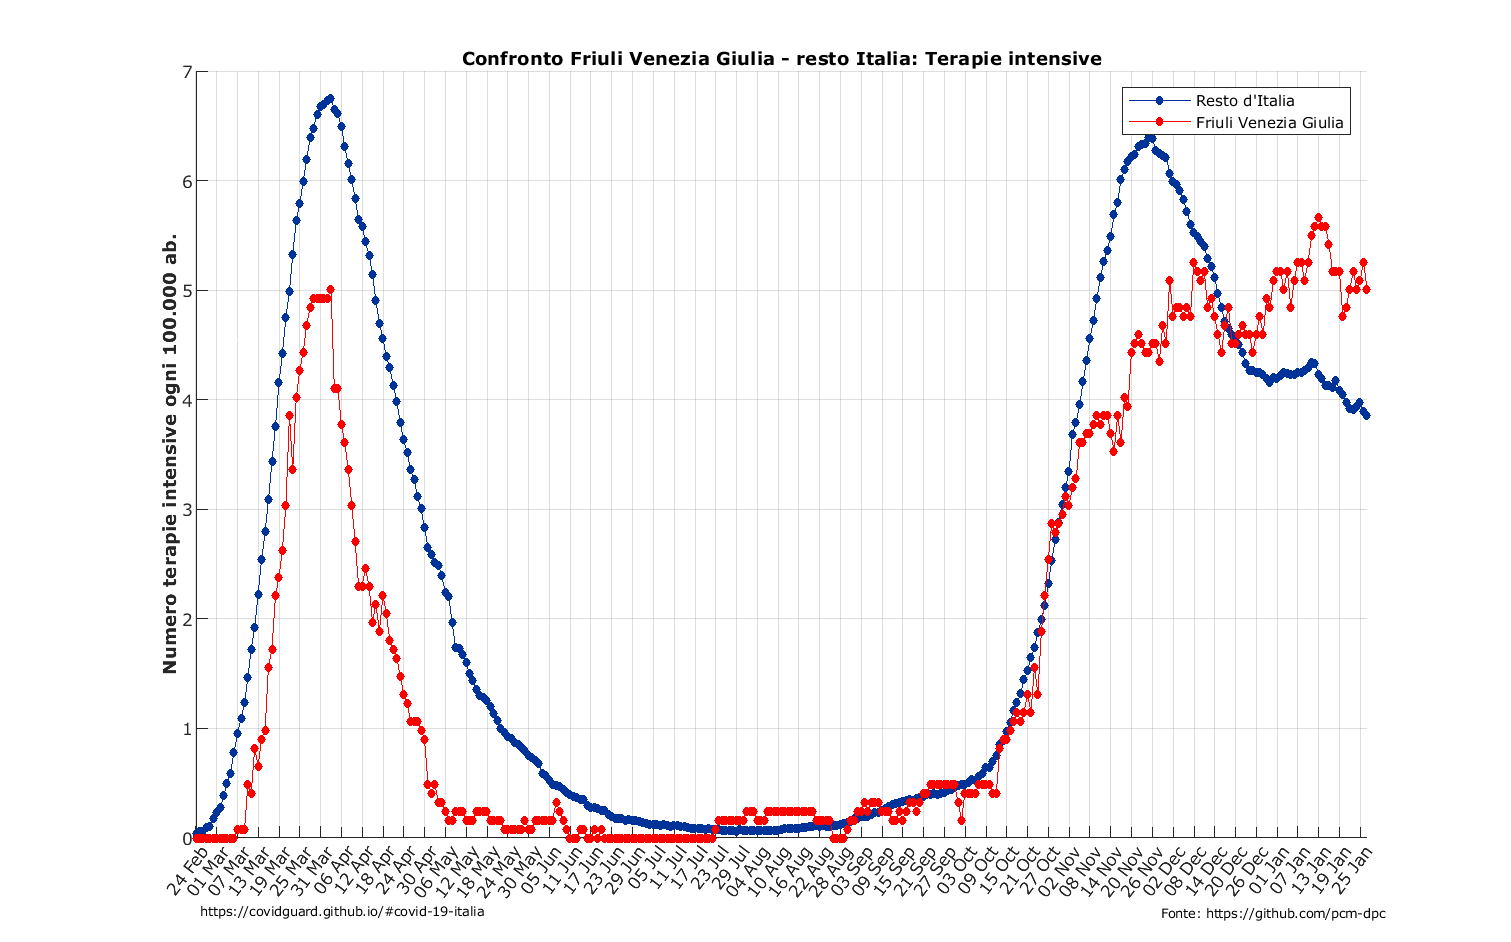 Confronto Friuli Venezia Giulia - resto Italia: Terapie intensive
Resto d'Italia
Friuli Venezia Giulia
Numero terapie intensive ogni 100.000 ab.
7
6
5
4
3
2
1
0
24 Feb
01 Mar
07 Mar
13 Mar
19 Mar
25 Mar
31 Mar
06 Apr
12 Apr
18 Apr
24 Apr
30 Apr
06 May
12 May
18 May
24 May
30 May
05 Jun
11 Jun
17 Jun
23 Jun
29 Jun
05 Jul
11 Jul
17 Jul
23 Jul
29 Jul
04 Aug
10 Aug
16 Aug
22 Aug
28 Aug
03 Sep
09 Sep
15 Sep
21 Sep
27 Sep
03 Oct
09 Oct
15 Oct
21 Oct
27 Oct
02 Nov
08 Nov
14 Nov
20 Nov
26 Nov
02 Dec
08 Dec
14 Dec
20 Dec
26 Dec
01 Jan
07 Jan
13 Jan
19 Jan
25 Jan
https://covidguard.github.io/#covid-19-italia
Fonte: https://github.com/pcm-dpc